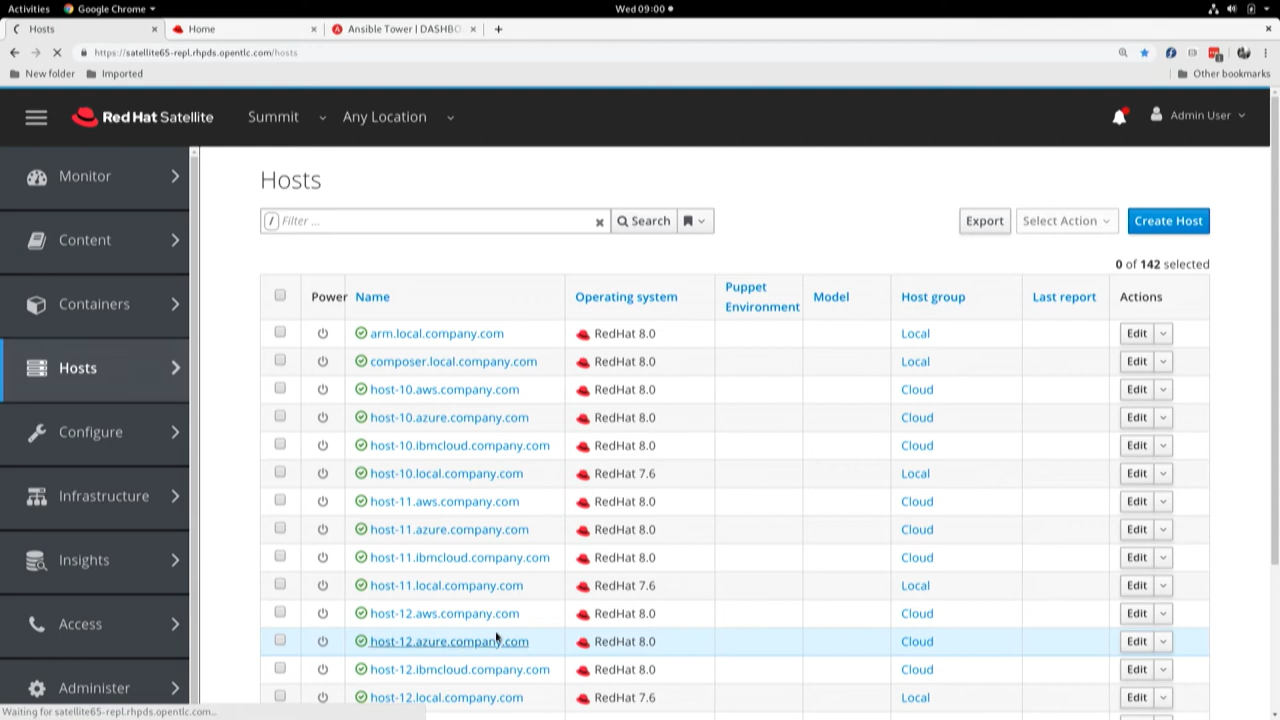 Activities Google Chrome Wed 09:00
Hosts Home Ansible Tower | DASHBO
https://satellite65-repl.rhpds.opentlc.com/hosts
New folder Imported Other bookmarks
Red Hat Satellite Summit Any Location Admin User
Monitor
Content
Containers
Hosts
Configure
Infrastructure
Insights
Access
Administer
Hosts
/ Filter ... Search Export Select Action Create Host
0 of 142 selected
Power Name Operating system Puppet Environment Model Host group Last report Actions
arm.local.company.com RedHat 8.0 Local Edit
composer.local.company.com RedHat 8.0 Local Edit
host-10.aws.company.com RedHat 8.0 Cloud Edit
host-10.azure.company.com RedHat 8.0 Cloud Edit
host-10.ibmcloud.company.com RedHat 8.0 Cloud Edit
host-10.local.company.com RedHat 7.6 Local Edit
host-11.aws.company.com RedHat 8.0 Cloud Edit
host-11.azure.company.com RedHat 8.0 Cloud Edit
host-11.ibmcloud.company.com RedHat 8.0 Cloud Edit
host-11.local.company.com RedHat 7.6 Local Edit
host-12.aws.company.com RedHat 8.0 Cloud Edit
host-12.azure.company.com RedHat 8.0 Cloud Edit
host-12.ibmcloud.company.com RedHat 8.0 Cloud Edit
host-12.local.company.com RedHat 7.6 Local Edit
Waiting for satellite65-repl.rhpds.opentlc.com...